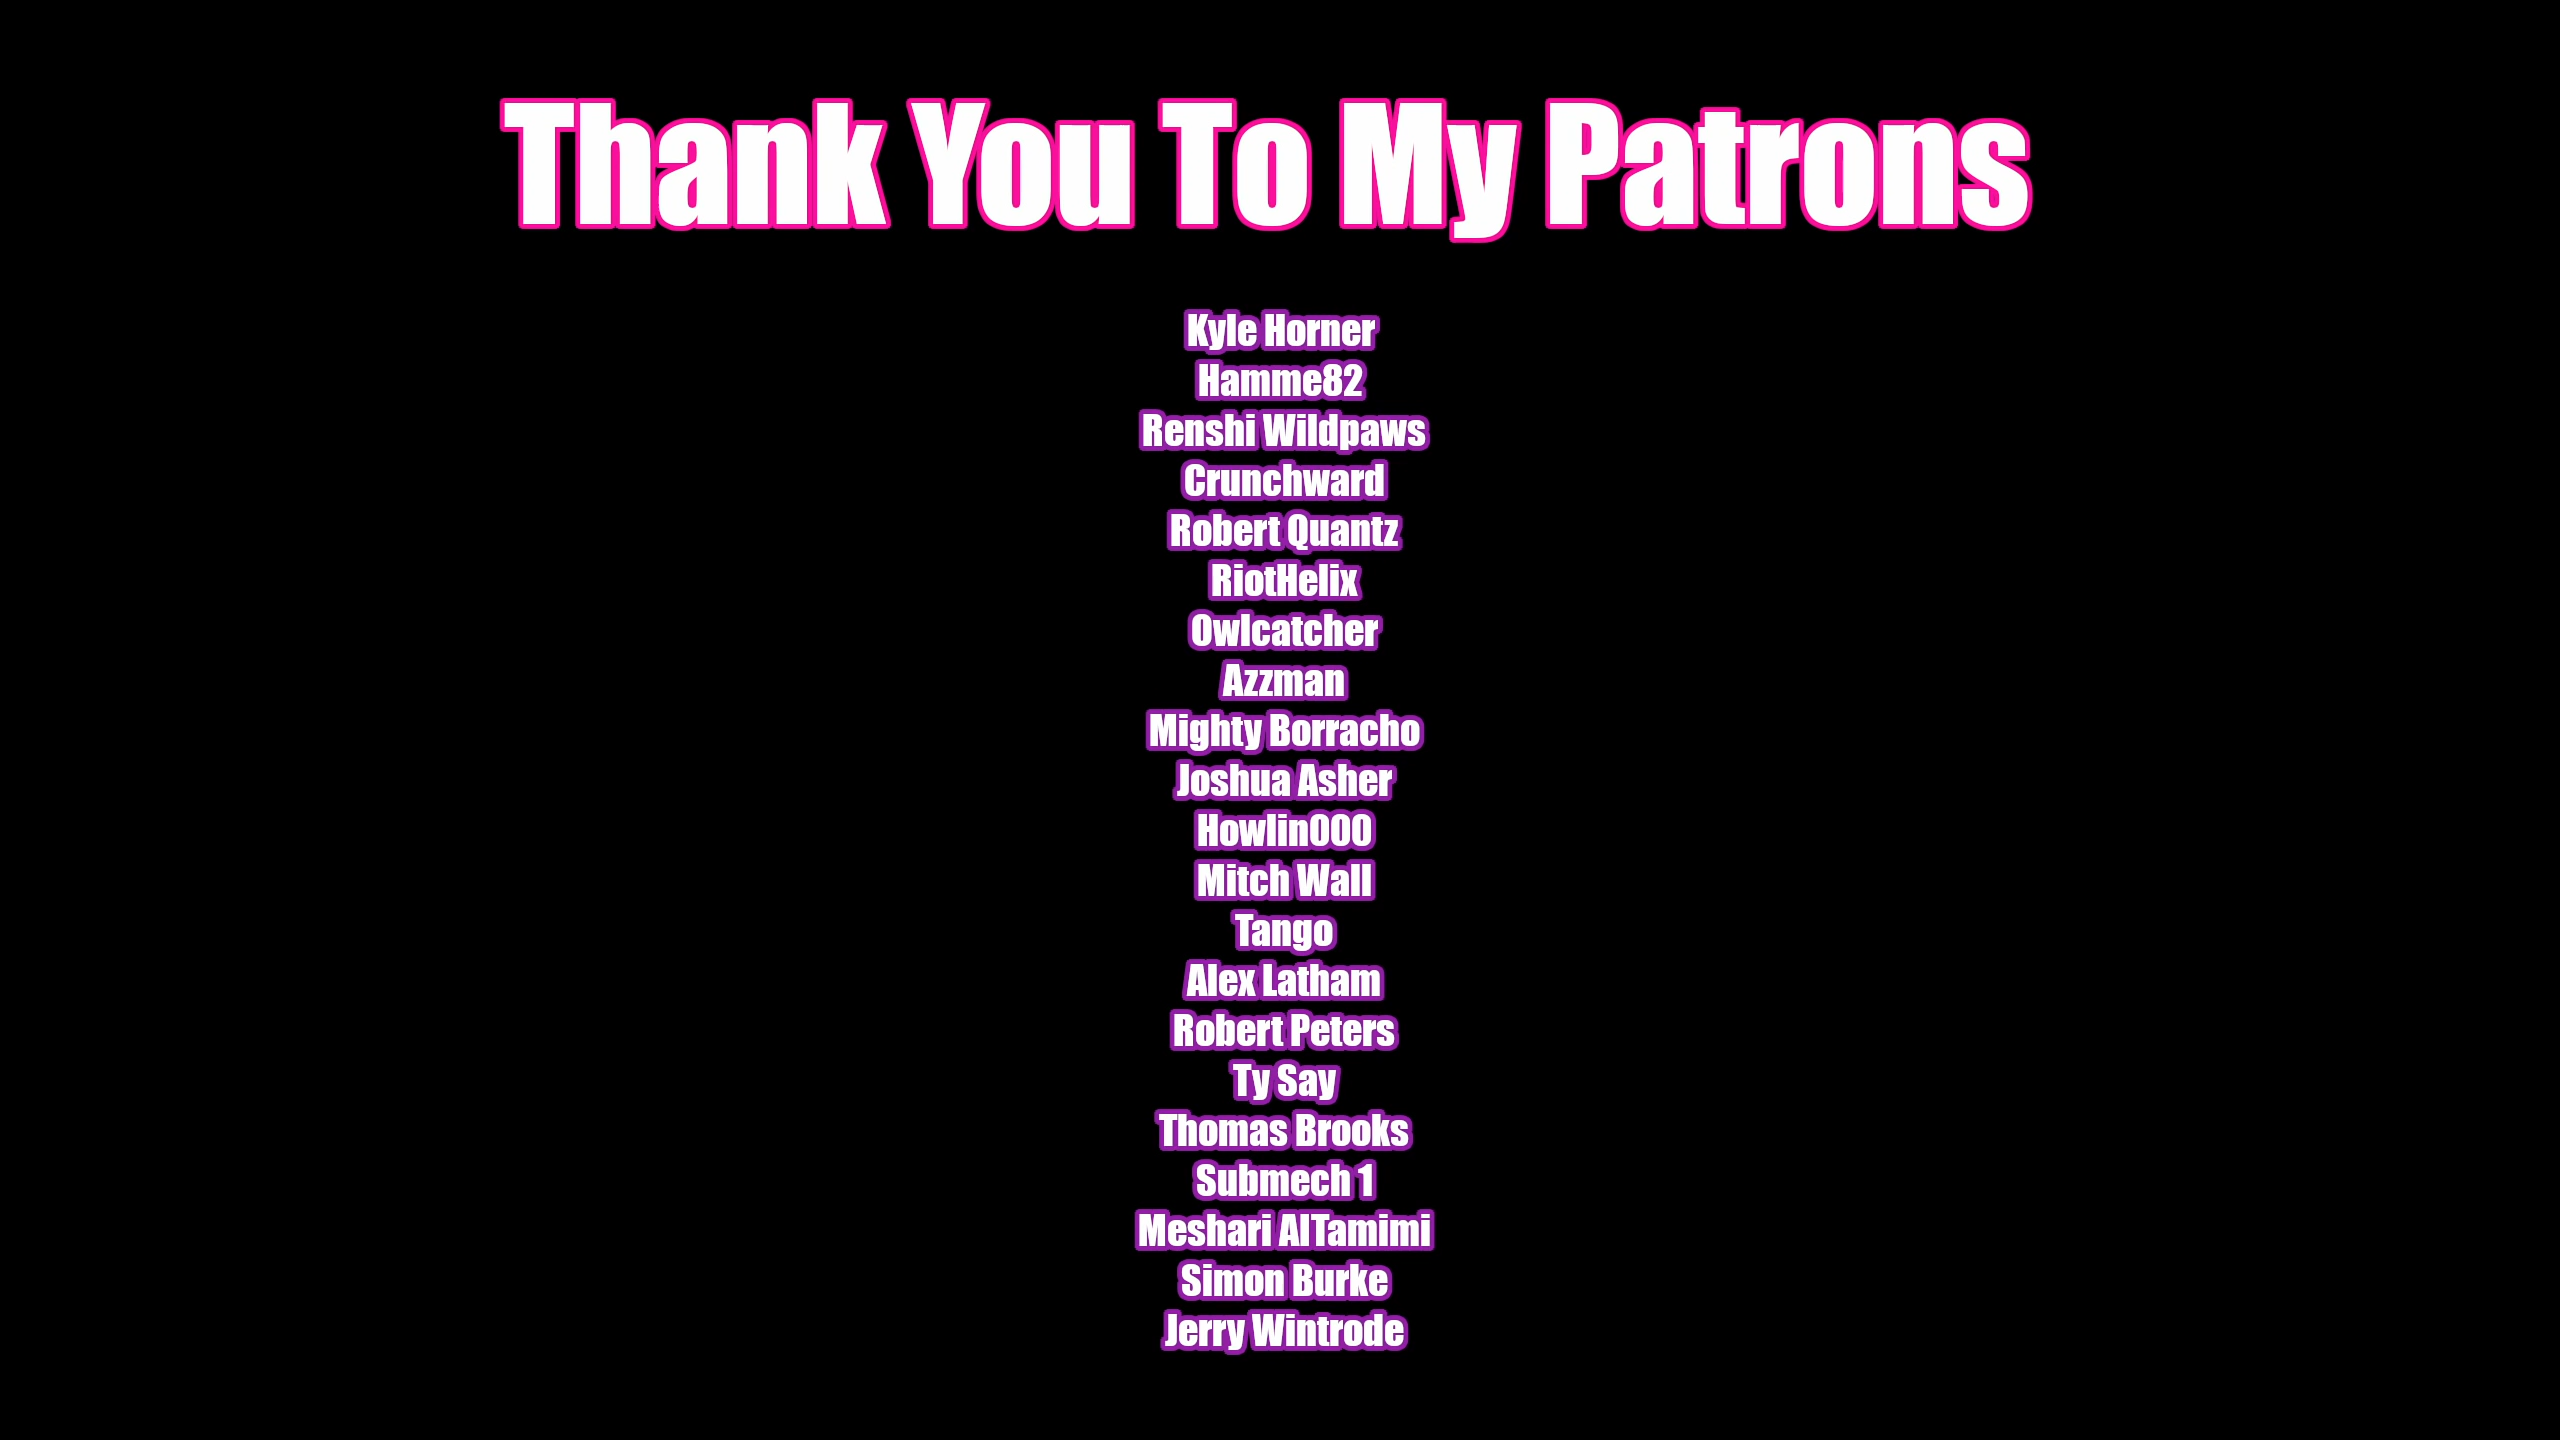 Thank You To My Patrons
Kyle Horner
Hamme82
Renshi Wildpaws
Crunchward
Robert Quantz
RiotHelix
Owlcatcher
Azzman
Mighty Borracho
Joshua Asher
Howlin000
Mitch Wall
Tango
Alex Latham
Robert Peters
Ty Say
Thomas Brooks
Submech 1
Meshari AlTamimi
Simon Burke
Jerry Wintrode